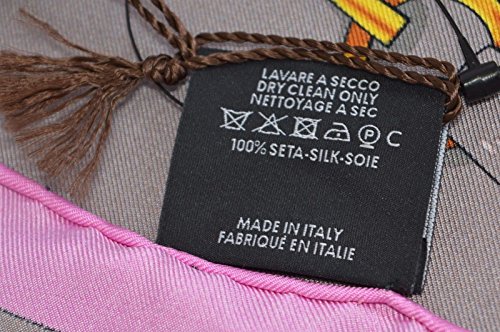 LAVARE A SECCO
DRY CLEAN ONLY
NETTOYAGE A SEC
P C
100% SETA-SILK-SOIE
MADE IN ITALY
FABRIQUÉ EN ITALIE